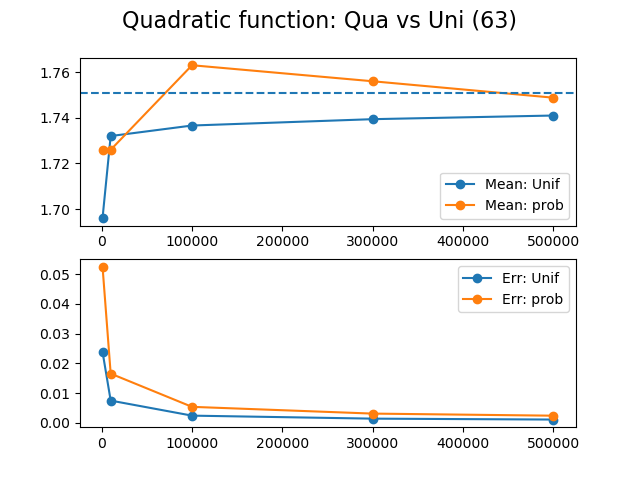 Quadratic function: Qua vs Uni (63)
1.76
1.74
1.72
1.70
Mean: Unif
Mean: prob
0 100000 200000 300000 400000 500000
0.05
0.04
0.03
0.02
0.01
0.00
Err: Unif
Err: prob
0 100000 200000 300000 400000 500000